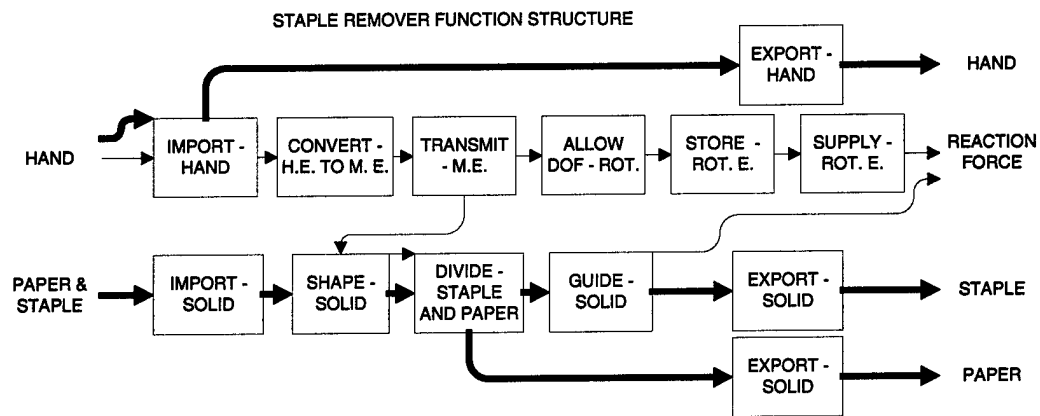 STAPLE REMOVER FUNCTION STRUCTURE
EXPORT -
HAND
HAND
HAND
IMPORT -
HAND
CONVERT -
H.E. TO M. E.
TRANSMIT
- M.E.
ALLOW
DOF - ROT.
STORE -
ROT. E.
SUPPLY -
ROT. E.
REACTION
FORCE
PAPER &
STAPLE
IMPORT -
SOLID
SHAPE -
SOLID
DIVIDE -
STAPLE
AND PAPER
GUIDE -
SOLID
EXPORT -
SOLID
STAPLE
EXPORT -
SOLID
PAPER